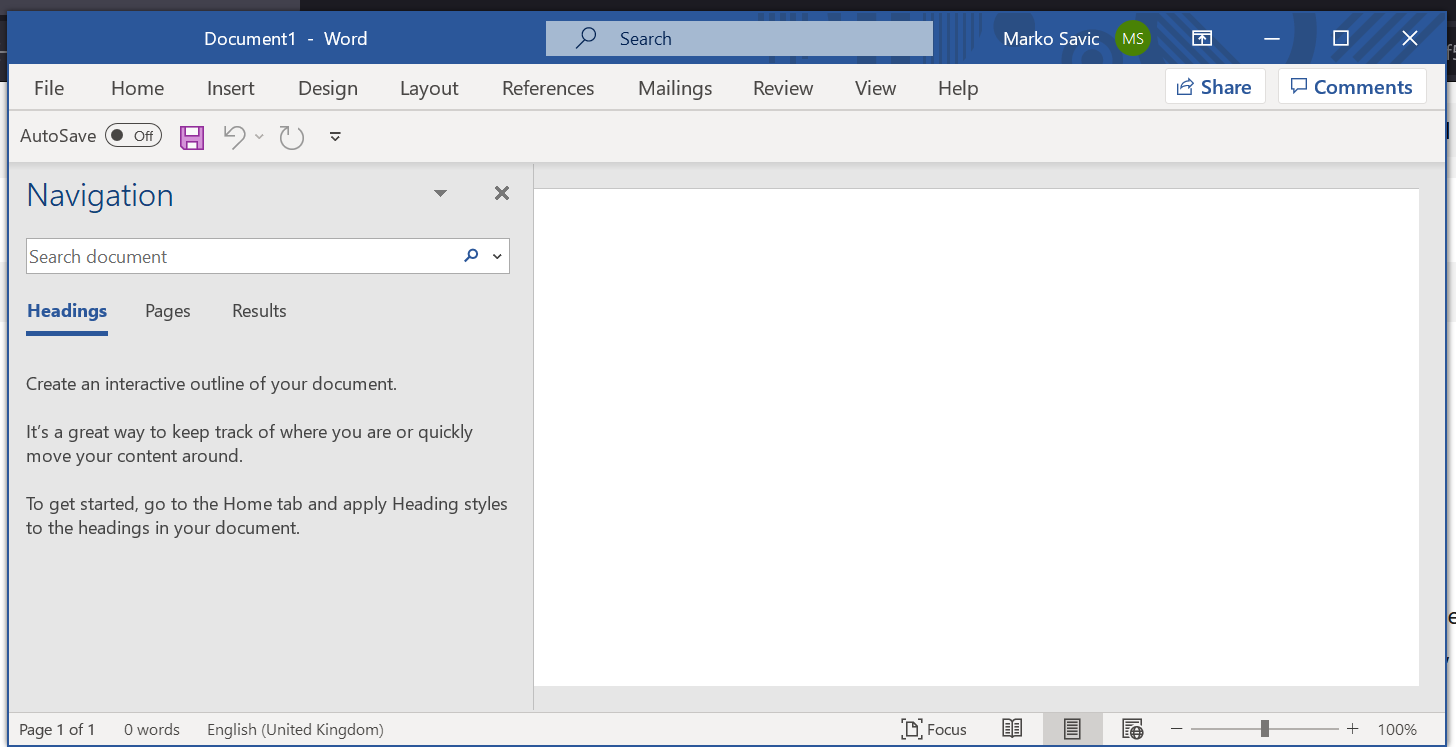 Document1 - Word
Search
Marko Savic
MS
File Home Insert Design Layout References Mailings Review View Help Share Comments
AutoSave Off
Navigation
Search document
Headings Pages Results
Create an interactive outline of your document.
It's a great way to keep track of where you are or quickly
move your content around.
To get started, go to the Home tab and apply Heading styles
to the headings in your document.
Page 1 of 1 0 words English (United Kingdom) Focus 100%